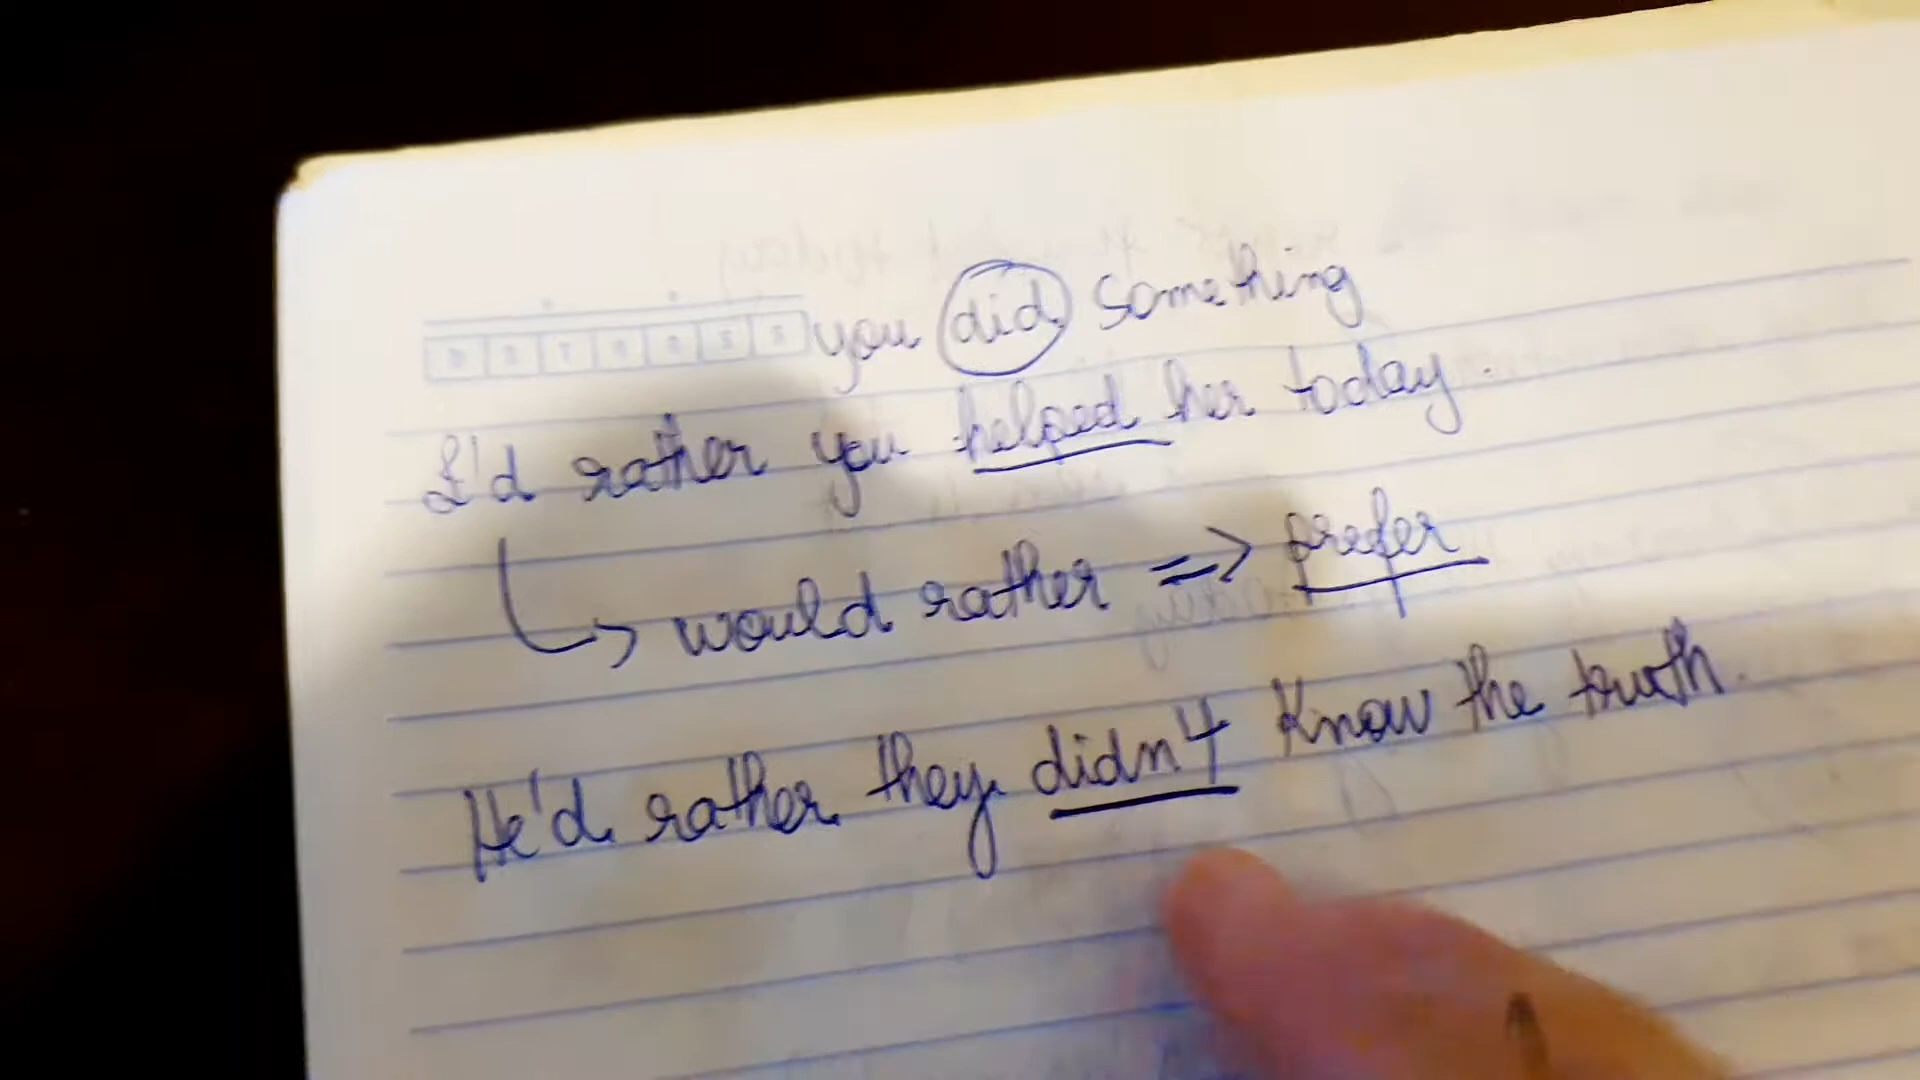 you did something
I'd rather you helped her today.
↳ would rather => prefer
He'd rather they didn't know the truth.